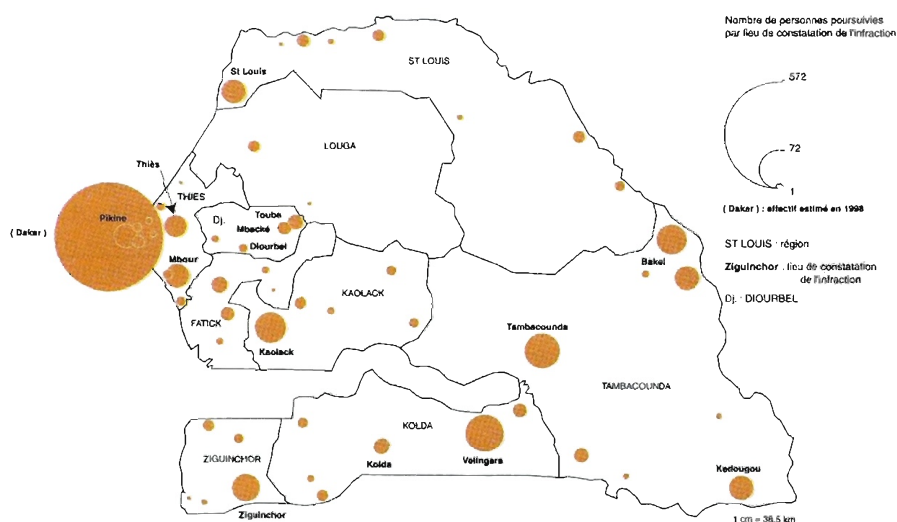 Nombre de personnes poursuivies
par lieu de constatation de l'infraction
572
72
1
( Dakar ) : effectif estimé en 1998
ST LOUIS : région
Ziguinchor : lieu de constatation
de l'infraction
Dj. : DIOURBEL
ST LOUIS
St Louis
LOUGA
Thiès
THIES
Dj.
Touba
Mbacké
Diourbel
Pikine
( Dakar )
Mbour
Bakel
KAOLACK
FATICK
Kaolack
Tambacounda
TAMBACOUNDA
KOLDA
Kolda
Velingara
ZIGUINCHOR
Ziguinchor
Kedougou
1 cm = 36,5 km